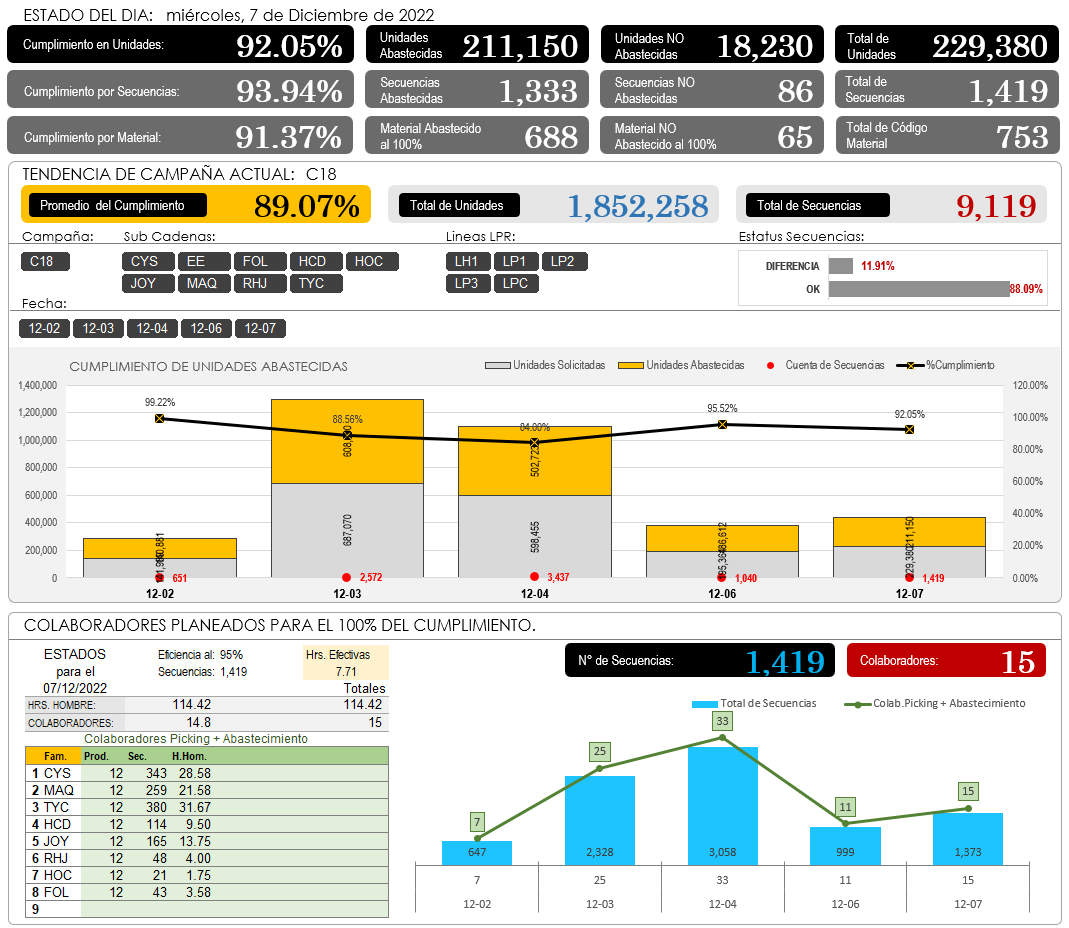 ESTADO DEL DIA: miércoles, 7 de Diciembre de 2022
Cumplimiento en Unidades: 92.05%
Unidades Abastecidas 211,150
Unidades NO Abastecidas 18,230
Total de Unidades 229,380
Cumplimiento por Secuencias: 93.94%
Secuencias Abastecidas 1,333
Secuencias NO Abastecidas 86
Total de Secuencias 1,419
Cumplimiento por Material: 91.37%
Material Abastecido al 100% 688
Material NO Abastecido al 100% 65
Total de Código Material 753
TENDENCIA DE CAMPAÑA ACTUAL: C18
Promedio del Cumplimiento 89.07%
Total de Unidades 1,852,258
Total de Secuencias 9,119
Campaña: Sub Cadenas: Lineas LPR: Estatus Secuencias:
C18 CYS EE FOL HCD HOC LH1 LP1 LP2
JOY MAQ RHJ TYC LP3 LPC
DIFERENCIA 11.91%
OK 88.09%
Fecha:
12-02 12-03 12-04 12-06 12-07
CUMPLIMIENTO DE UNIDADES ABASTECIDAS
Unidades Solicitadas Unidades Abastecidas Cuenta de Secuencias %Cumplimiento
1,400,000 120.00%
1,200,000 100.00%
1,000,000 80.00%
800,000 60.00%
600,000 40.00%
400,000 20.00%
200,000 0.00%
0
99.22% 88.56% 84.00% 95.52% 92.05%
502,723
687,070 598,455
229,380 211,150
651 2,572 3,437 1,040 1,419
12-02 12-03 12-04 12-06 12-07
COLABORADORES PLANEADOS PARA EL 100% DEL CUMPLIMIENTO.
ESTADOS para el 07/12/2022
Eficiencia al: 95%
Secuencias: 1,419
Hrs. Efectivas
7.71
Totales
HRS. HOMBRE: 114.42 114.42
COLABORADORES: 14.8 15
Colaboradores Picking + Abastecimiento
Fam. Prod. Sec. H.Hom.
1 CYS 12 343 28.58
2 MAQ 12 259 21.58
3 TYC 12 380 31.67
4 HCD 12 114 9.50
5 JOY 12 165 13.75
6 RHJ 12 48 4.00
7 HOC 12 21 1.75
8 FOL 12 43 3.58
9
N° de Secuencias: 1,419
Colaboradores: 15
Total de Secuencias Colab.Picking + Abastecimiento
7 25 33 11 15
647 2,328 3,058 999 1,373
7 25 33 11 15
12-02 12-03 12-04 12-06 12-07